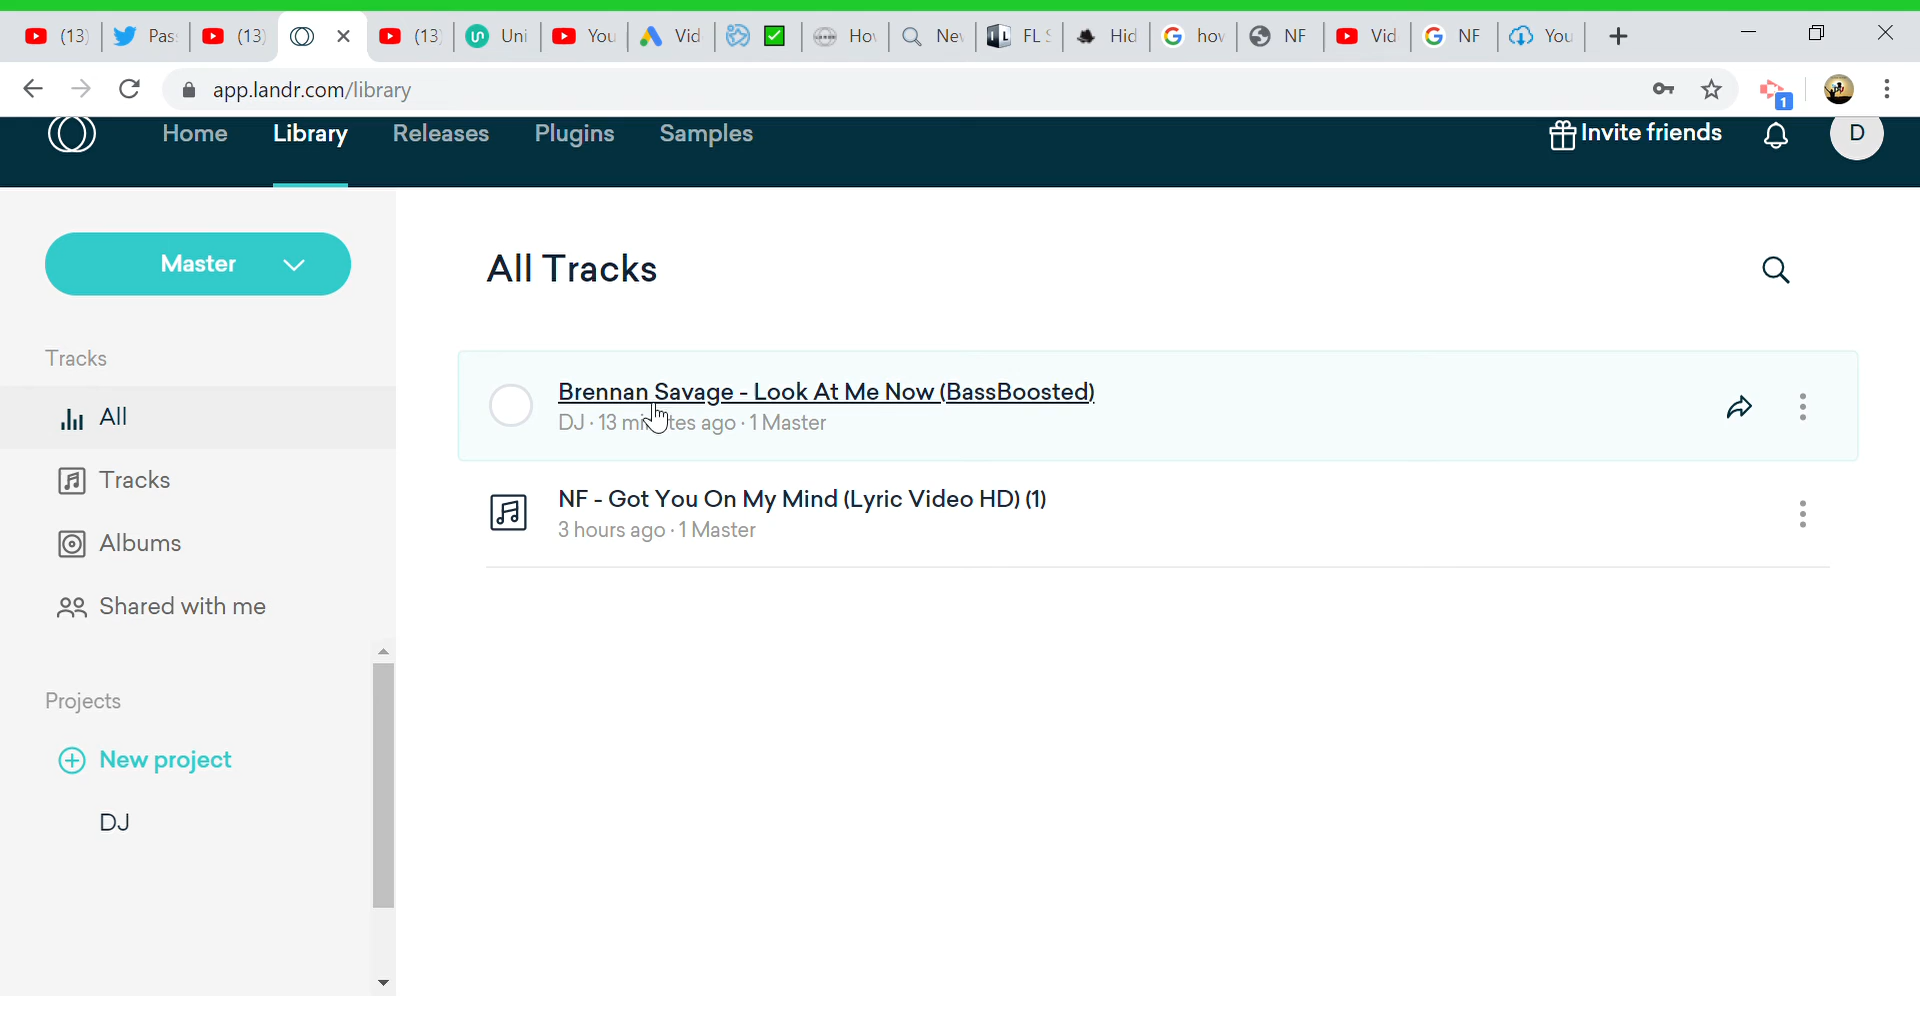 (13) Pas (13) (13 Uni You Vid Hov Nev FL S Hid hov NF Vid NF You
app.landr.com/library 1
Home Library Releases Plugins Samples Invite friends D
Master
All Tracks
Tracks
All
Tracks
Albums
Shared with me
Projects
New project
DJ
Brennan Savage - Look At Me Now (BassBoosted)
DJ · 13 minutes ago · 1 Master
NF - Got You On My Mind (Lyric Video HD) (1)
3 hours ago · 1 Master